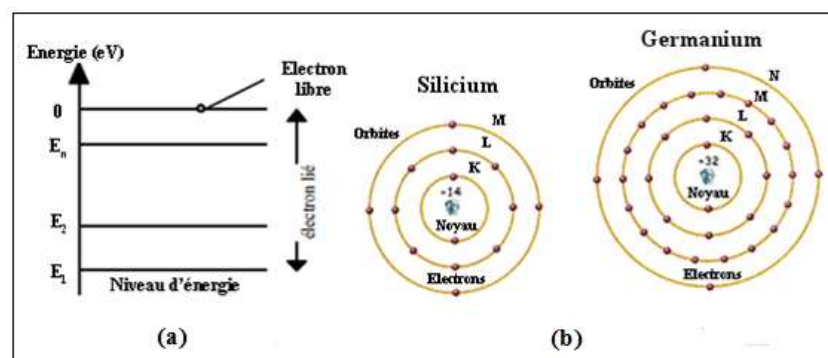 Energie (eV)
Electron
libre
0
En
E2
E1
électron lié
Niveau d'énergie
(a)
Silicium
Orbites
M
L
K
+14
Noyau
Electrons
Germanium
Orbites
N
M
L
K
+32
Noyau
Electrons
(b)